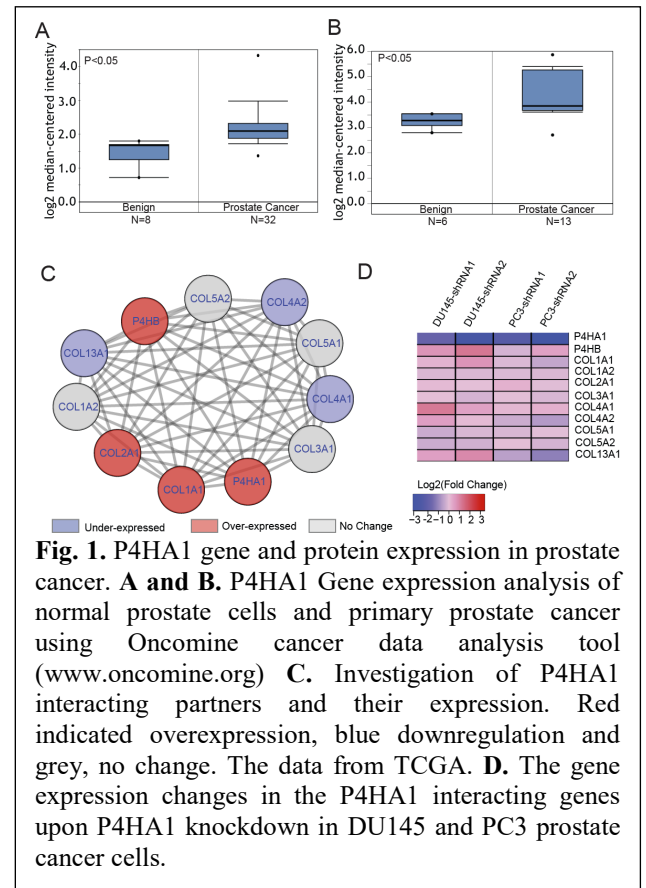 A
P<0.05
log2 median-centered intensity
4.0
3.0
2.0
1.0
0.0
Benign
Prostate Cancer
N=8
N=32
B
P<0.05
log2 median-centered intensity
6.0
5.0
4.0
3.0
2.0
1.0
0.0
Benign
Prostate Cancer
N=6
N=13
C
COL5A2
COL4A2
P4HB
COL5A1
COL13A1
COL4A1
COL1A2
COL3A1
COL2A1
P4HA1
COL1A1
Under-expressed
Over-expressed
No Change
D
DU145-shRNA1
DU145-shRNA2
PC3-shRNA1
PC3-shRNA2
P4HA1
P4HB
COL1A1
COL1A2
COL2A1
COL3A1
COL4A1
COL4A2
COL5A1
COL5A2
COL13A1
Log2(Fold Change)
−3 -2 -1 0 1 2 3
Fig. 1. P4HA1 gene and protein expression in prostate
cancer. A and B. P4HA1 Gene expression analysis of
normal prostate cells and primary prostate cancer
using Oncomine cancer data analysis tool
(www.oncomine.org) C. Investigation of P4HA1
interacting partners and their expression. Red
indicated overexpression, blue downregulation and
grey, no change. The data from TCGA. D. The gene
expression changes in the P4HA1 interacting genes
upon P4HA1 knockdown in DU145 and PC3 prostate
cancer cells.